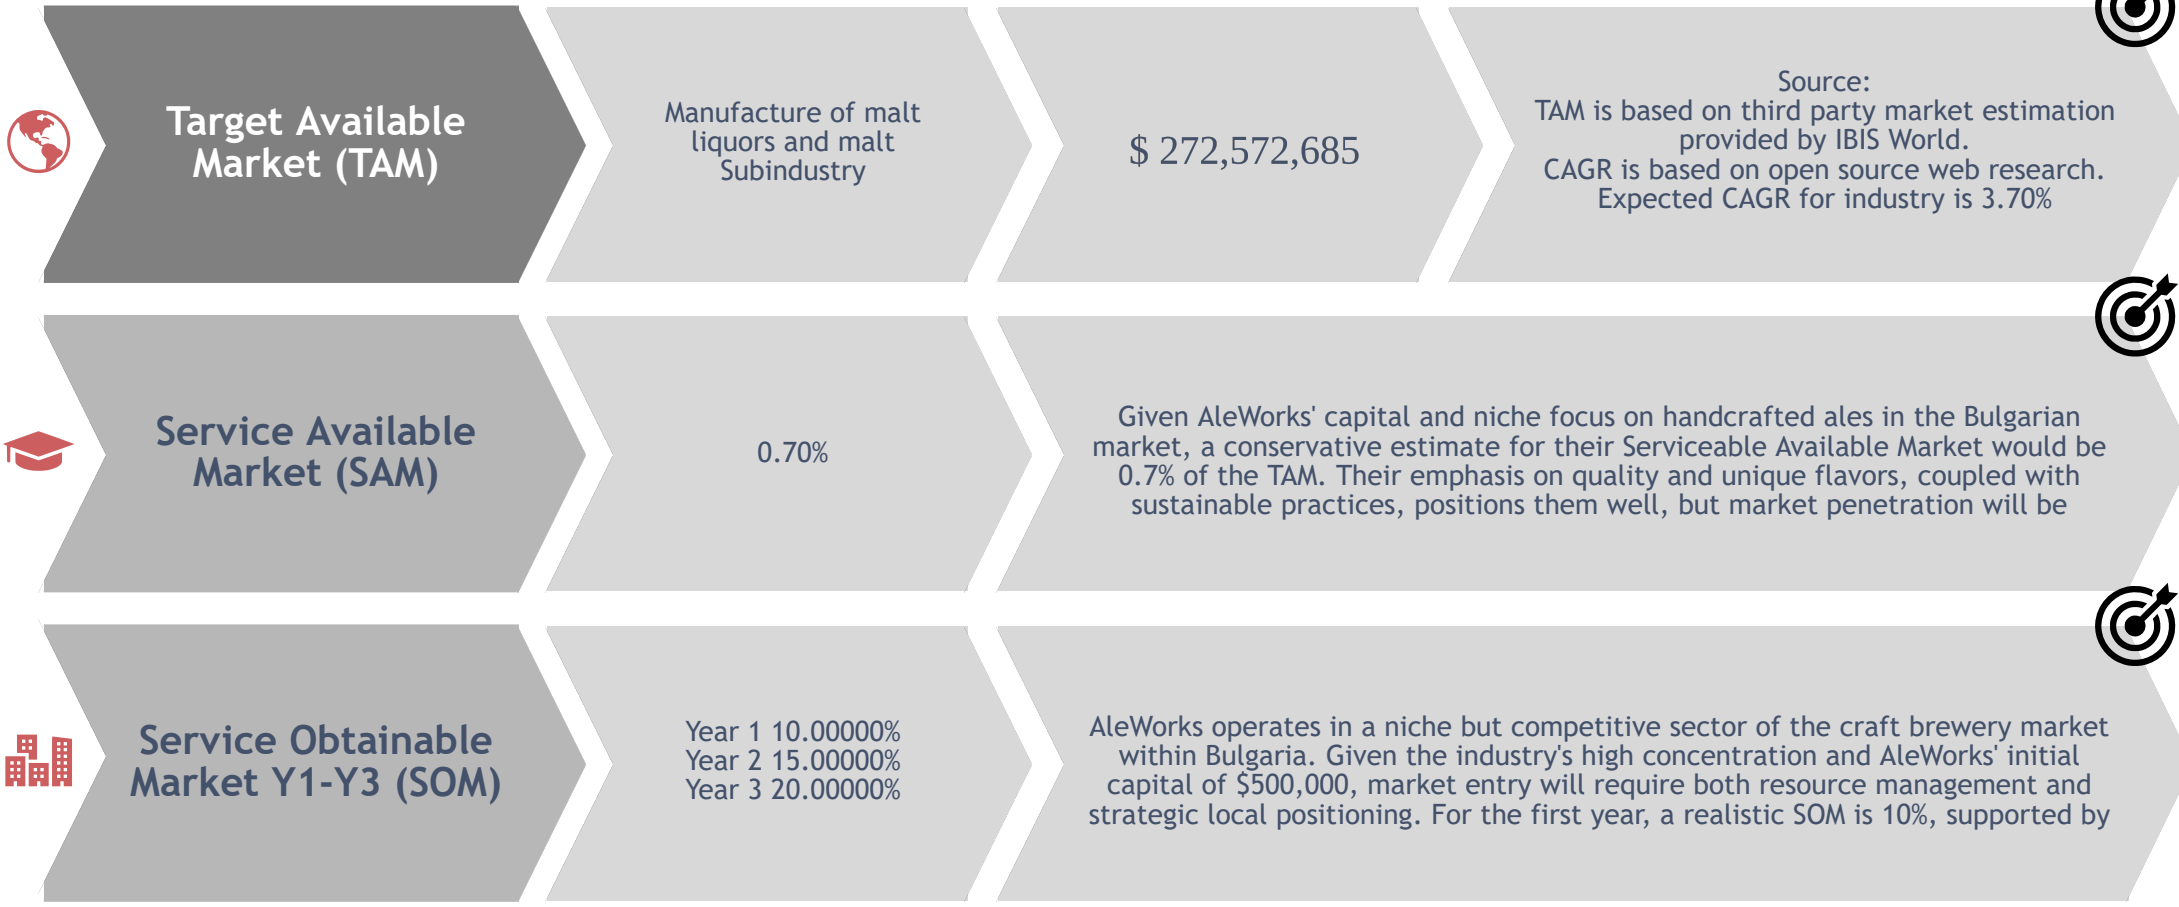 Target Available
Market (TAM)
Manufacture of malt
liquors and malt
Subindustry
$ 272,572,685
Source:
TAM is based on third party market estimation
provided by IBIS World.
CAGR is based on open source web research.
Expected CAGR for industry is 3.70%
Service Available
Market (SAM)
0.70%
Given AleWorks' capital and niche focus on handcrafted ales in the Bulgarian
market, a conservative estimate for their Serviceable Available Market would be
0.7% of the TAM. Their emphasis on quality and unique flavors, coupled with
sustainable practices, positions them well, but market penetration will be
Service Obtainable
Market Y1-Y3 (SOM)
Year 1 10.00000%
Year 2 15.00000%
Year 3 20.00000%
AleWorks operates in a niche but competitive sector of the craft brewery market
within Bulgaria. Given the industry's high concentration and AleWorks' initial
capital of $500,000, market entry will require both resource management and
strategic local positioning. For the first year, a realistic SOM is 10%, supported by